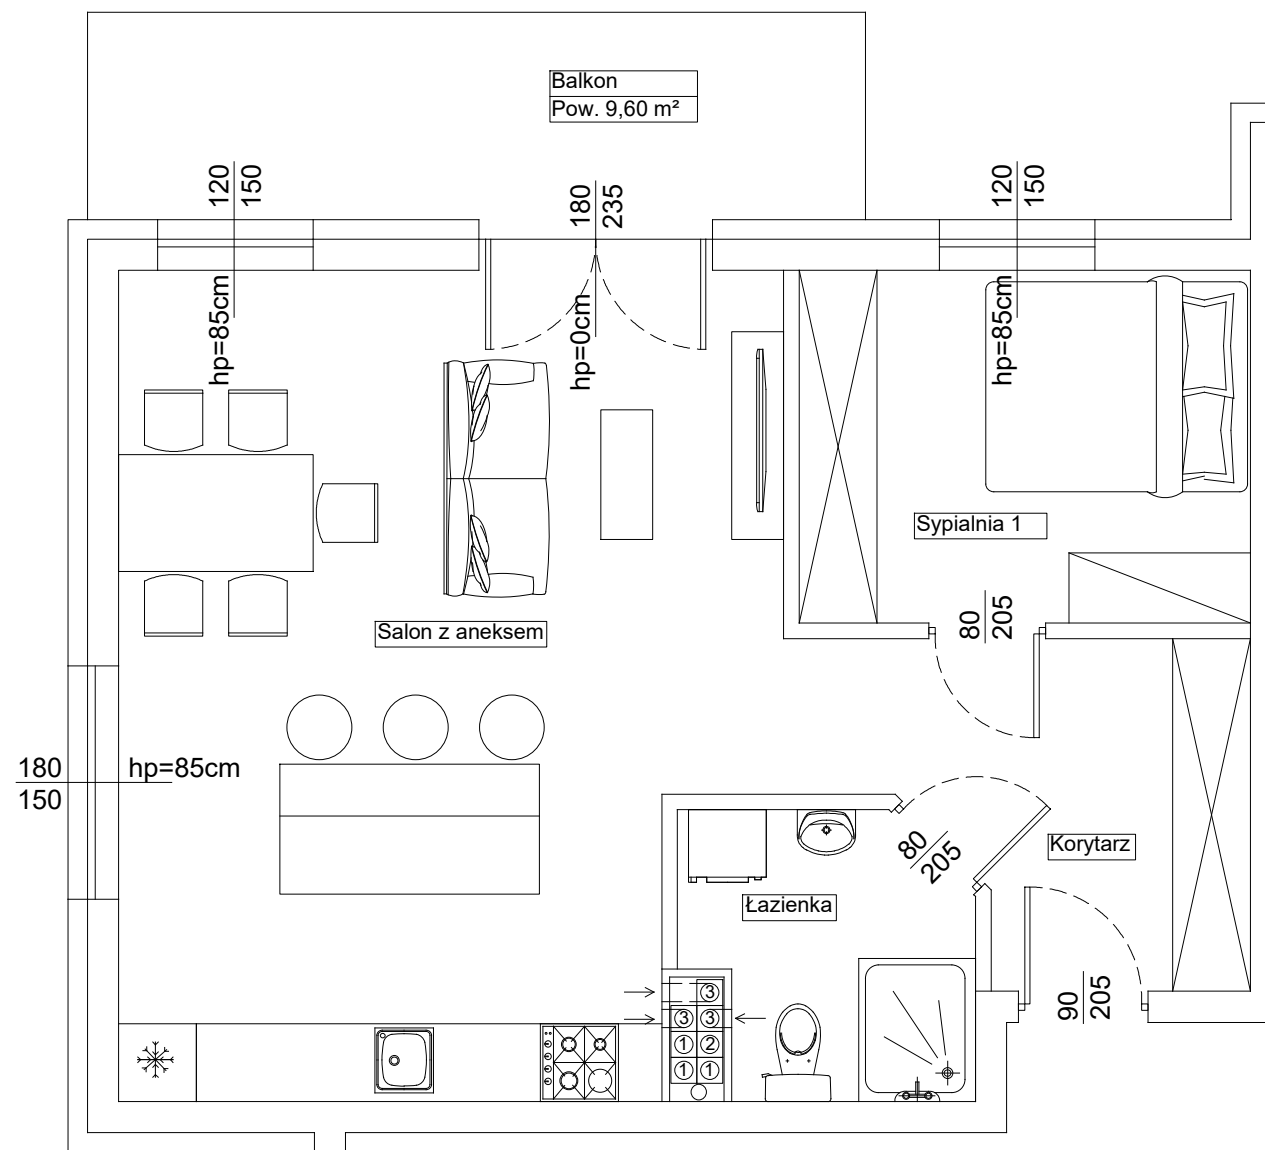 Balkon
Pow. 9,60 m²
120
150
180
235
120
150
hp=85cm
hp=0cm
hp=85cm
Sypialnia 1
80
205
Salon z aneksem
180
150
hp=85cm
80
205
Korytarz
Łazienka
90
205
3
3 3
1 2
1 1